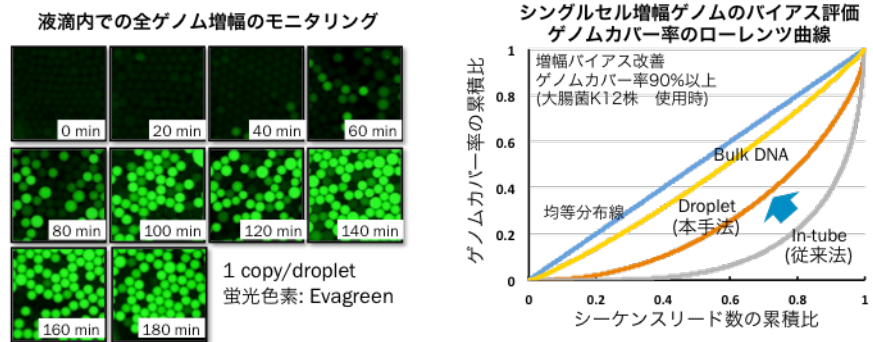 液滴内での全ゲノム増幅のモニタリング
0 min
20 min
40 min
60 min
80 min
100 min
120 min
140 min
160 min
180 min
1 copy/droplet
蛍光色素: Evagreen
シングルセル増幅ゲノムのバイアス評価
ゲノムカバー率のローレンツ曲線
ゲノムカバー率の累積比
1
0.8
0.6
0.4
0.2
0
増幅バイアス改善
ゲノムカバー率90%以上
(大腸菌K12株 使用時)
Bulk DNA
均等分布線
Droplet
(本手法)
In-tube
(従来法)
0
0.2
0.4
0.6
0.8
1
シーケンスリード数の累積比